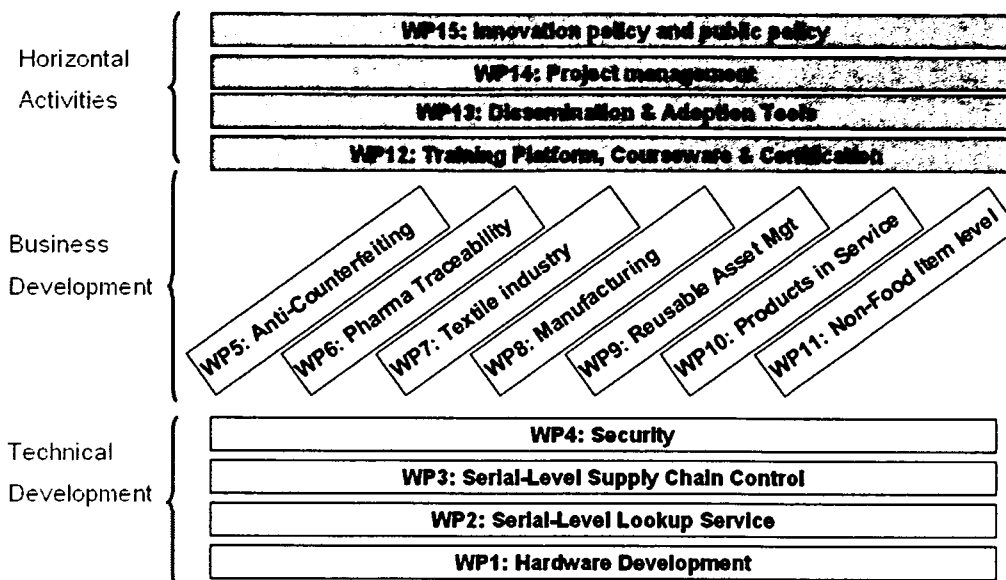 Horizontal
Activities
WP15: Innovation policy and public policy
WP14: Project management
WP13: Dissemination & Adoption Tools
WP12: Training Platform, Courseware & Certification
Business
Development
WP5: Anti-Counterfeiting
WP6: Pharma Traceability
WP7: Textile industry
WP8: Manufacturing
WP9: Reusable Asset Mgt
WP10: Products in Service
WP11: Non-Food Item level
Technical
Development
WP4: Security
WP3: Serial-Level Supply Chain Control
WP2: Serial-Level Lookup Service
WP1: Hardware Development